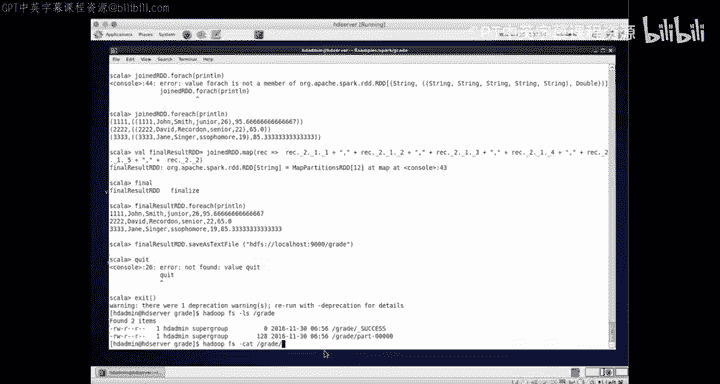 GPT中英字幕课程资源@bilibili.com
hdserver [Running]
Applications Places System
bilibili
hdadmin@hdserver:~/Examples/grade
File Edit View Search Terminal Help
scala> joinedRDD.forach(println)
<console>:44: error: value forach is not a member of org.apache.spark.rdd.RDD[(String, ((String, String, String, String, String), Double))]
joinedRDD.forach(println)
^
scala> joinedRDD.foreach(println)
(1111,((1111,John,Smith,junior,26),95.66666666666667))
(2222,((2222,David,Recordon,senior,22),65.0))
(3333,((3333,Jane,Singer,ssophomore,19),85.33333333333333))
scala> val finalResultRDD= joinedRDD.map(rec => rec._2._1._1 + "," + rec._2._1._2 + "," + rec._2._1._3 + "," + rec._2._1._4 + "," + rec._2
._1._5 + "," + rec._2._2)
finalResultRDD: org.apache.spark.rdd.RDD[String] = MapPartitionsRDD[12] at map at <console>:43
scala> final
finalResultRDD finalize
scala> finalResultRDD.foreach(println)
1111,John,Smith,junior,26,95.66666666666667
2222,David,Recordon,senior,22,65.0
3333,Jane,Singer,ssophomore,19,85.33333333333333
scala> finalResultRDD.saveAsTextFile ("hdfs://localhost:9000/grade")
scala> quit
<console>:26: error: not found: value quit
quit
^
scala> exit()
warning: there were 1 deprecation warning(s); re-run with -deprecation for details
[hdadmin@hdserver grade]$ hadoop fs -ls /grade
Found 2 items
-rw-r--r-- 1 hdadmin supergroup 0 2016-11-30 06:56 /grade/_SUCCESS
-rw-r--r-- 1 hdadmin supergroup 128 2016-11-30 06:56 /grade/part-00000
[hdadmin@hdserver grade]$ hadoop fs -cat /grade/